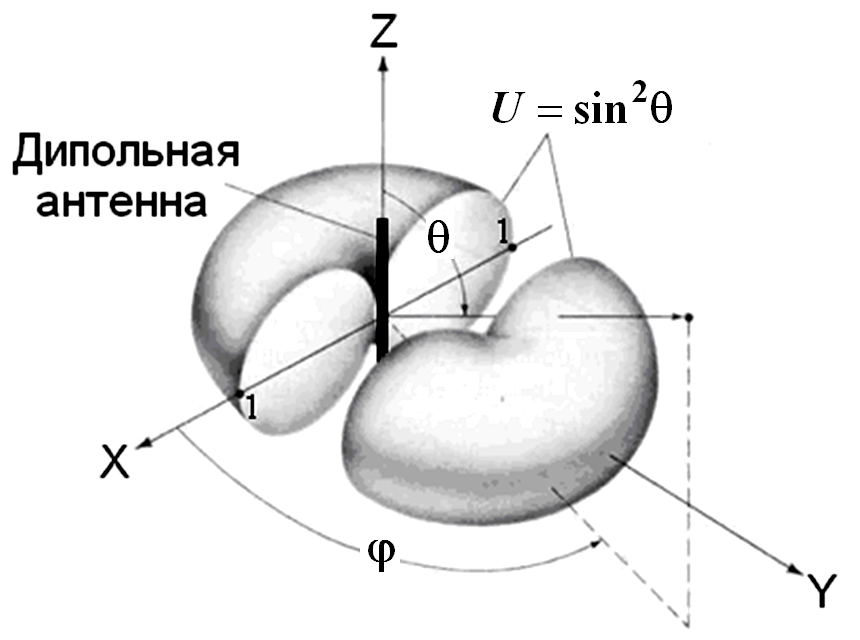 Z
U = sin²θ
Дипольная
антенна
θ
1
1
X
φ
Y